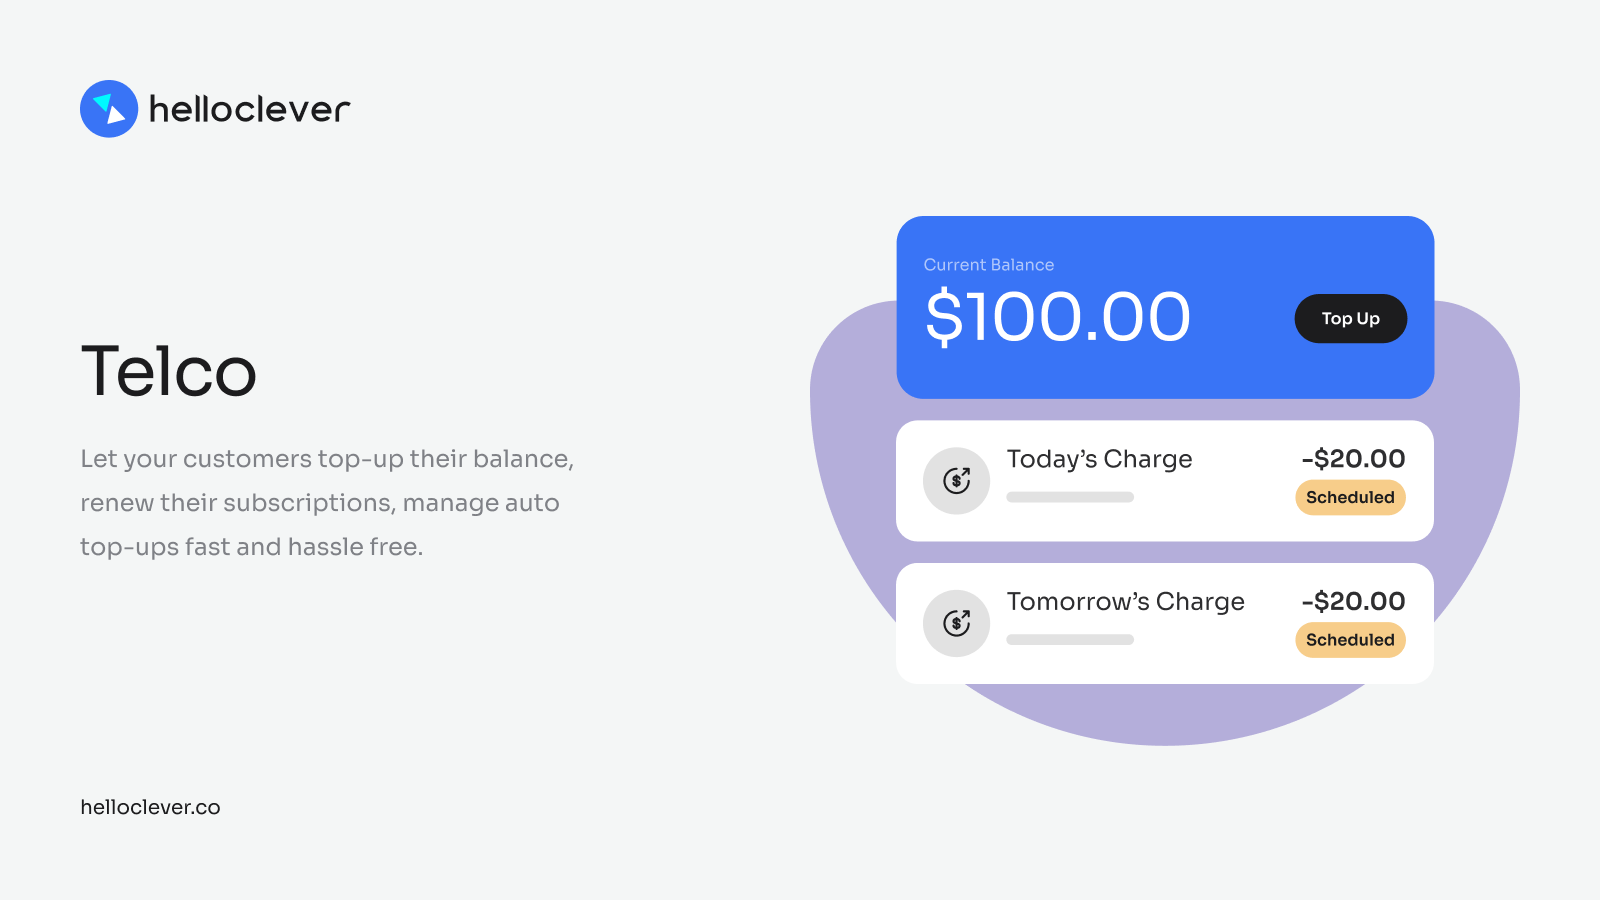 helloclever
Telco
Let your customers top-up their balance,
renew their subscriptions, manage auto
top-ups fast and hassle free.
helloclever.co
Current Balance
$100.00
Top Up
Today’s Charge
-$20.00
Scheduled
Tomorrow’s Charge
-$20.00
Scheduled